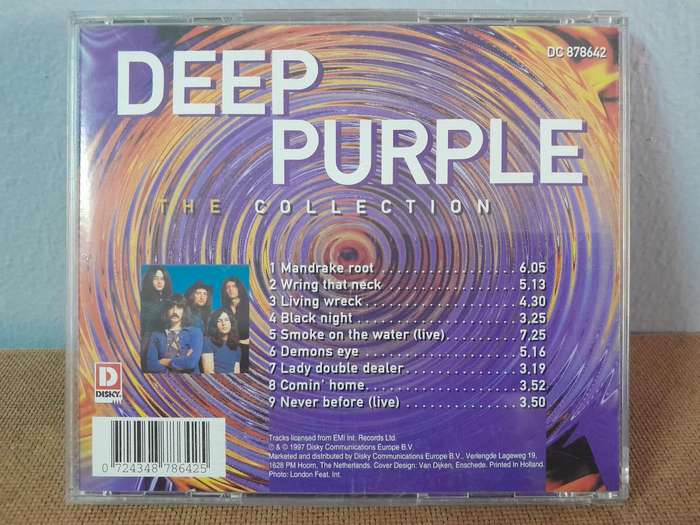 DC 878642
DEEP
PURPLE
THE COLLECTION
1 Mandrake root . . . . . . . . . . . . . . . . . . 6.05
2 Wring that neck . . . . . . . . . . . . . . . . . 5,13
3 Living wreck . . . . . . . . . . . . . . . . . . . 4,30
4 Black night . . . . . . . . . . . . . . . . . . . . 3,25
5 Smoke on the water (live). . . . . . . . . 7,25
6 Demons eye . . . . . . . . . . . . . . . . . . . 5,16
7 Lady double dealer. . . . . . . . . . . . . . 3.19
8 Comin' home. . . . . . . . . . . . . . . . . . . 3,52
9 Never before (live) . . . . . . . . . . . . . . 3,50
D
DISKY
Tracks licensed from EMI Int. Records Ltd.
℗ & © 1997 Disky Communications Europe B.V.
Marketed and distributed by Disky Communications Europe B.V., Verlengde Lageweg 19,
1628 PM Hoorn, The Netherlands. Cover Design: Van Dijken, Enschede. Printed In Holland.
Photo: London Feat. Int.
0 724348 786425